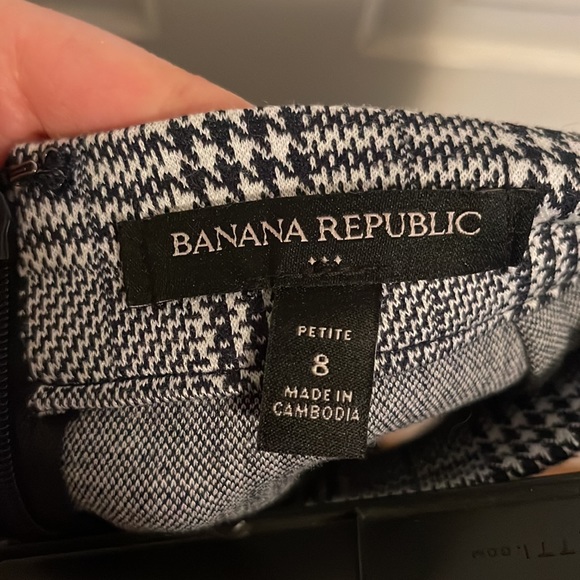 BANANA REPUBLIC
PETITE
8
MADE IN
CAMBODIA